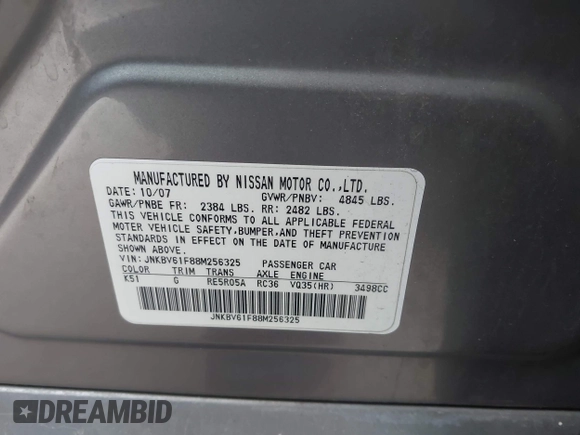 MANUFACTURED BY NISSAN MOTOR CO.,LTD.
DATE: 10/07 GVWR/PNBV: 4845 LBS.
GAWR/PNBE FR: 2384 LBS. RR: 2482 LBS.
THIS VEHICLE CONFORMS TO ALL APPLICABLE FEDERAL
MOTOR VEHICLE SAFETY,BUMPER,AND THEFT PREVENTION
STANDARDS IN EFFECT ON THE DATE OF MANUFACTURE
SHOWN ABOVE.
VIN: JNKBV61F88M256325 PASSENGER CAR
COLOR TRIM TRANS AXLE ENGINE
K51 G RE5R05A RC36 VQ35(HR) 3498CC
JNKBV61F88M256325
DREAMBID